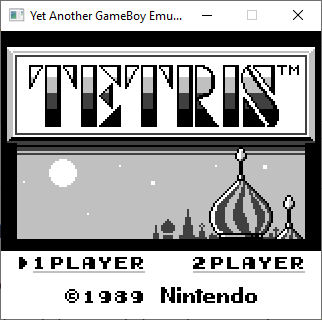 Yet Another GameBoy Emu...
TETRIS™
1PLAYER 2PLAYER
©1989 Nintendo